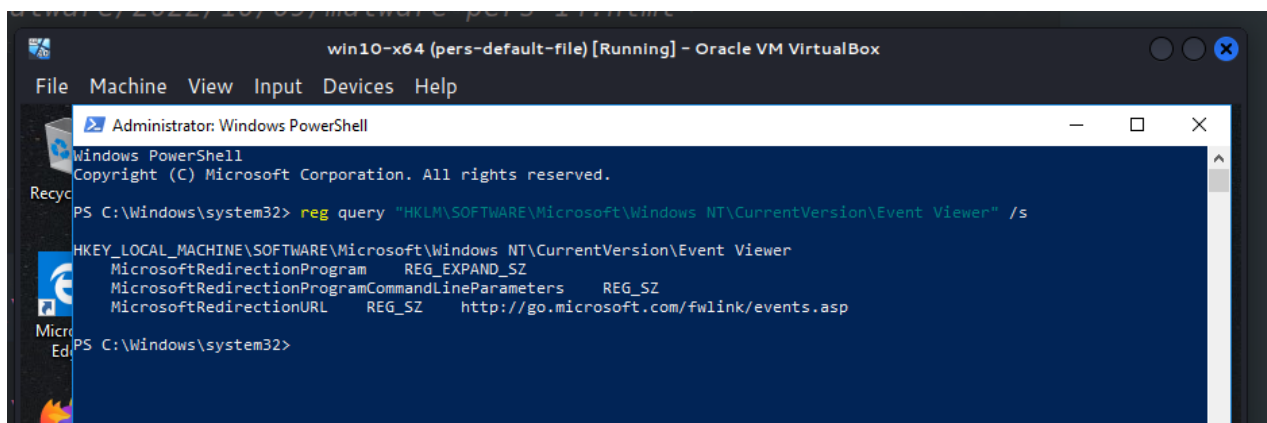 win10-x64 (pers-default-file) [Running] - Oracle VM VirtualBox
File Machine View Input Devices Help
Administrator: Windows PowerShell
Windows PowerShell
Copyright (C) Microsoft Corporation. All rights reserved.
Recyc
PS C:\Windows\system32> reg query "HKLM\SOFTWARE\Microsoft\Windows NT\CurrentVersion\Event Viewer" /s
HKEY_LOCAL_MACHINE\SOFTWARE\Microsoft\Windows NT\CurrentVersion\Event Viewer
MicrosoftRedirectionProgram REG_EXPAND_SZ
MicrosoftRedirectionProgramCommandLineParameters REG_SZ
MicrosoftRedirectionURL REG_SZ http://go.microsoft.com/fwlink/events.asp
Micro
Ed
PS C:\Windows\system32>